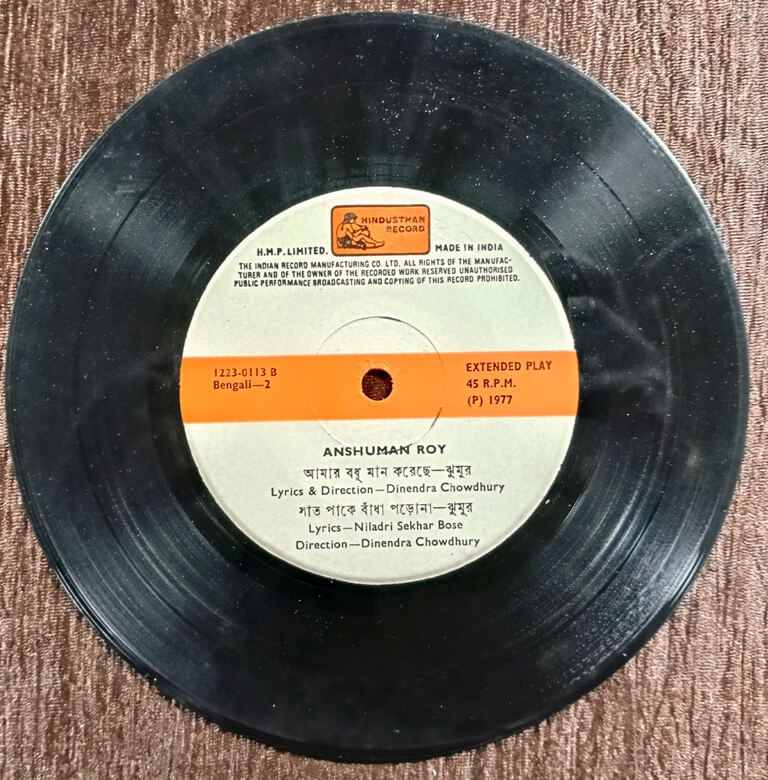 HINDUSTHAN
RECORD
H.M.P. LIMITED. MADE IN INDIA
THE INDIAN RECORD MANUFACTURING CO. LTD. ALL RIGHTS OF THE MANUFAC-
TURER AND OF THE OWNER OF THE RECORDED WORK RESERVED UNAUTHORISED
PUBLIC PERFORMANCE BROADCASTING AND COPYING OF THIS RECORD PROHIBITED.
1223-0113 B
Bengali—2
EXTENDED PLAY
45 R.P.M.
(P) 1977
ANSHUMAN ROY
আমার বধূ মান করেছে—ঝুমুর
Lyrics & Direction—Dinendra Chowdhury
সাত পাকে বাঁধা পড়োনা—ঝুমুর
Lyrics—Niladri Sekhar Bose
Direction—Dinendra Chowdhury